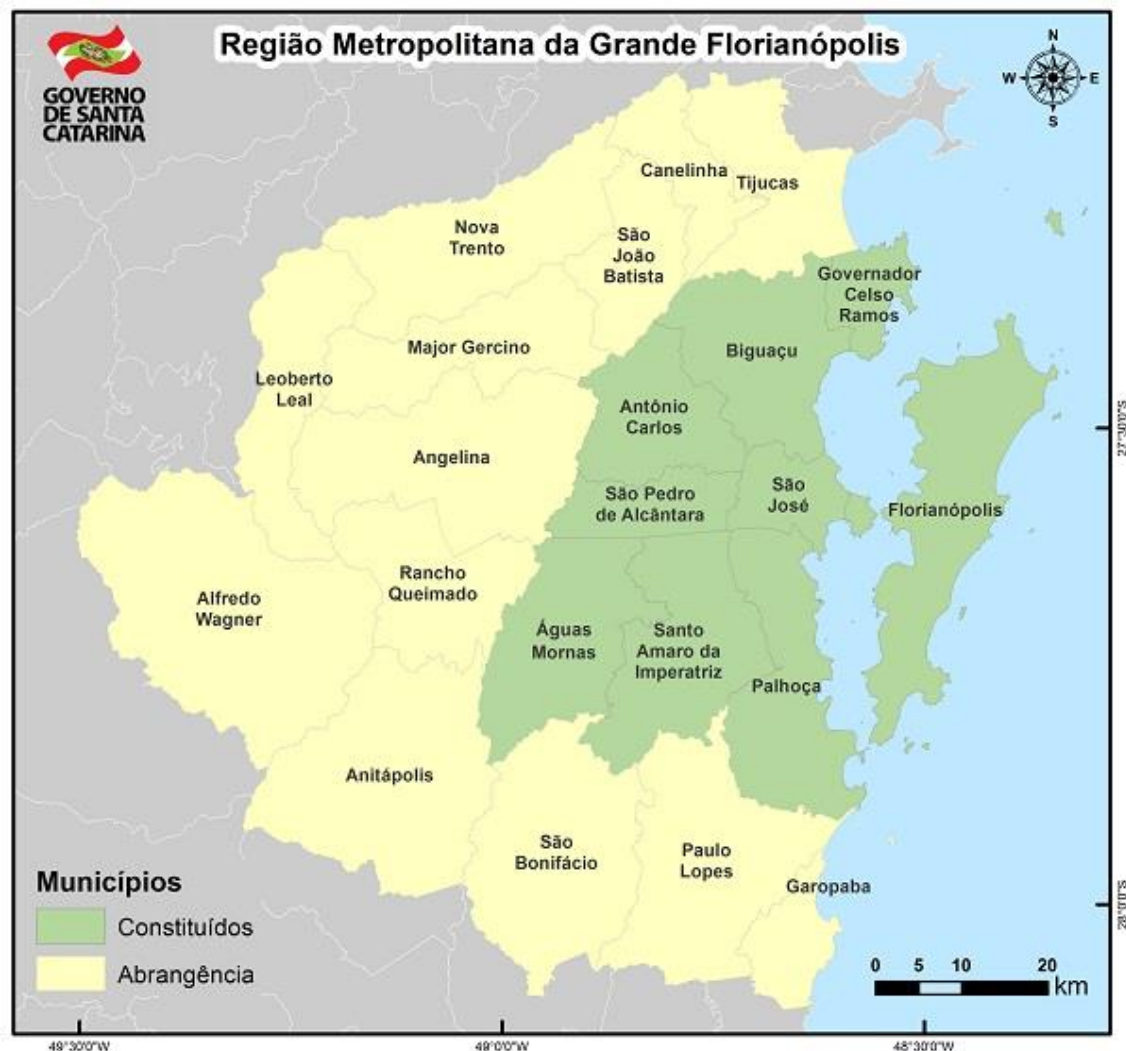 Região Metropolitana da Grande Florianópolis
GOVERNO
DE SANTA
CATARINA
N
W
E
S
Canelinha
Tijucas
Nova
Trento
São
João
Batista
Governador
Celso
Ramos
Major Gercino
Biguaçu
Leoberto
Leal
Antônio
Carlos
Angelina
São Pedro
de Alcântara
São
José
Florianópolis
Rancho
Queimado
Alfredo
Wagner
Águas
Mornas
Santo
Amaro da
Imperatriz
Palhoça
Anitápolis
São
Bonifácio
Paulo
Lopes
Garopaba
Municípios
Constituídos
Abrangência
0 5 10 20
km
27°30'0"S
28°0'0"S
49°30'0"W
49°0'0"W
48°30'0"W